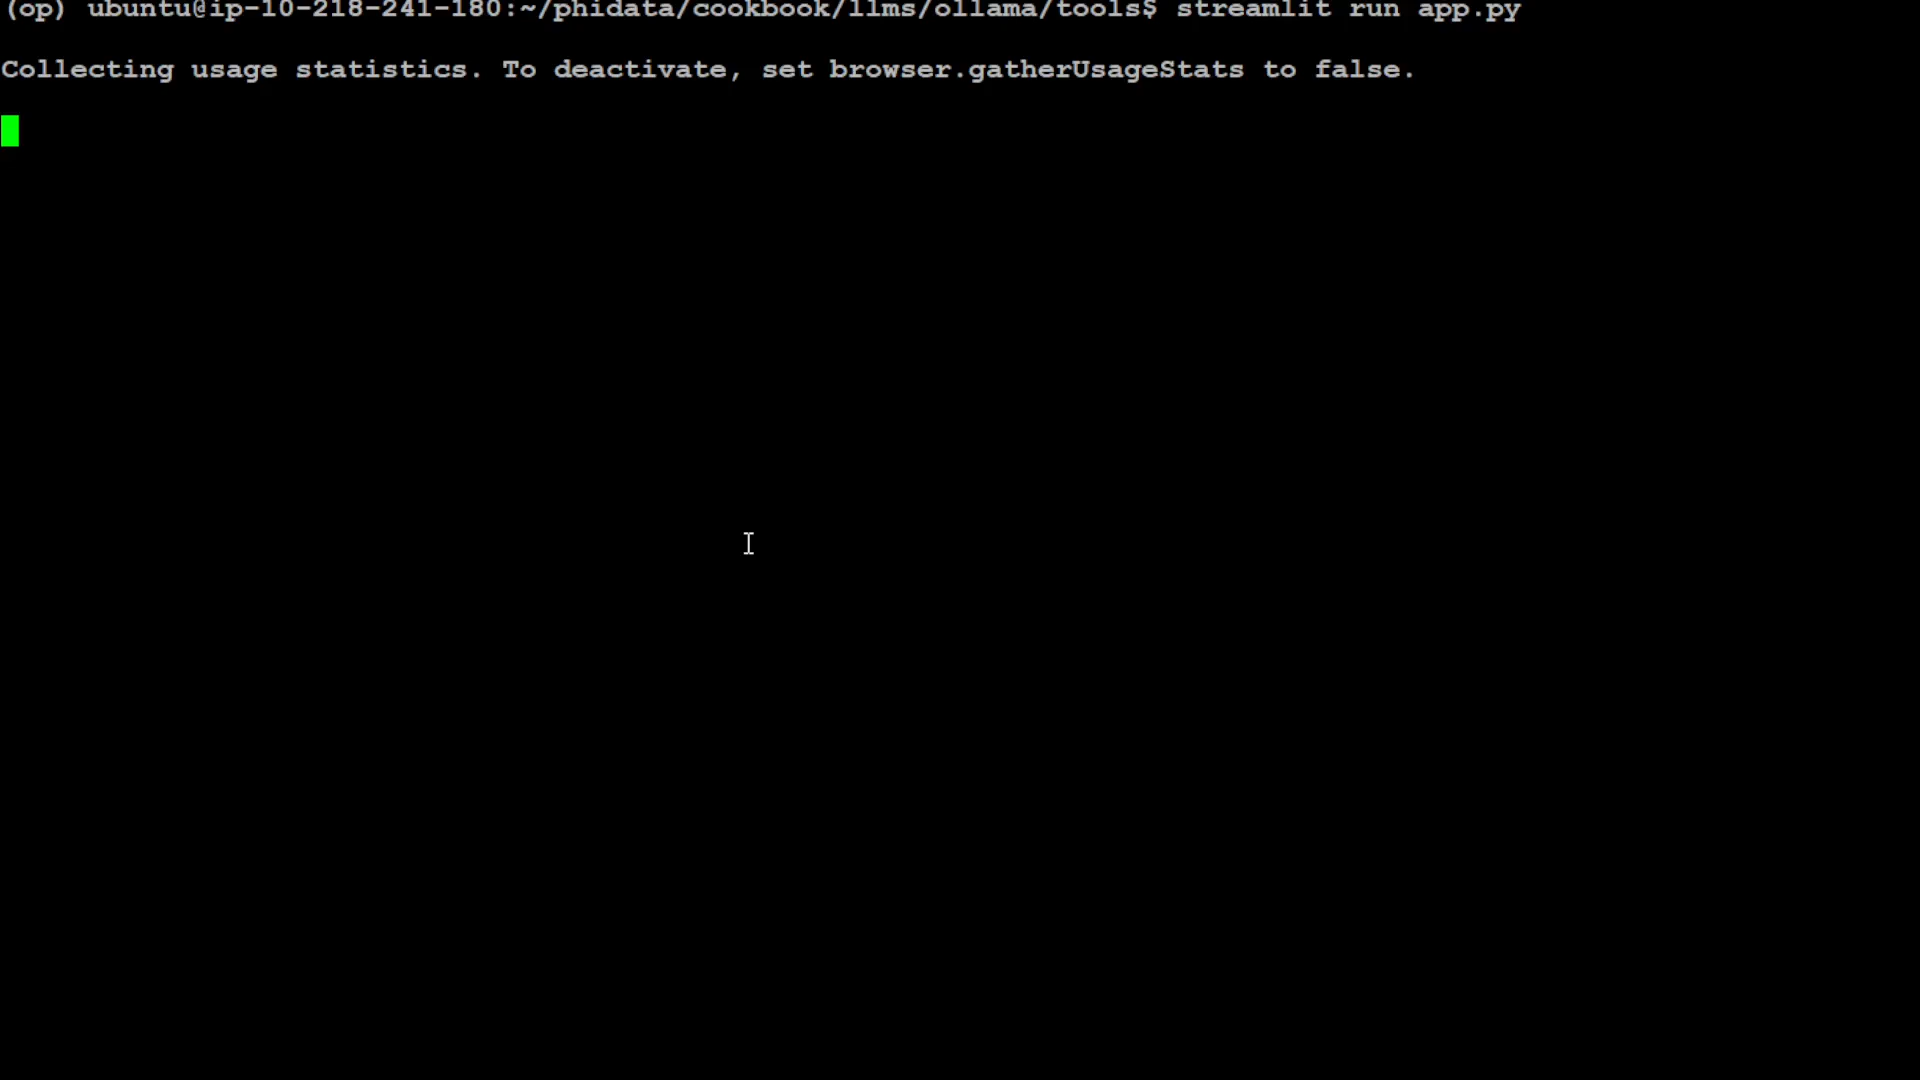 (op) ubuntu@ip-10-218-241-180:~/phidata/cookbook/llms/ollama/tools$ streamlit run app.py
Collecting usage statistics. To deactivate, set browser.gatherUsageStats to false.